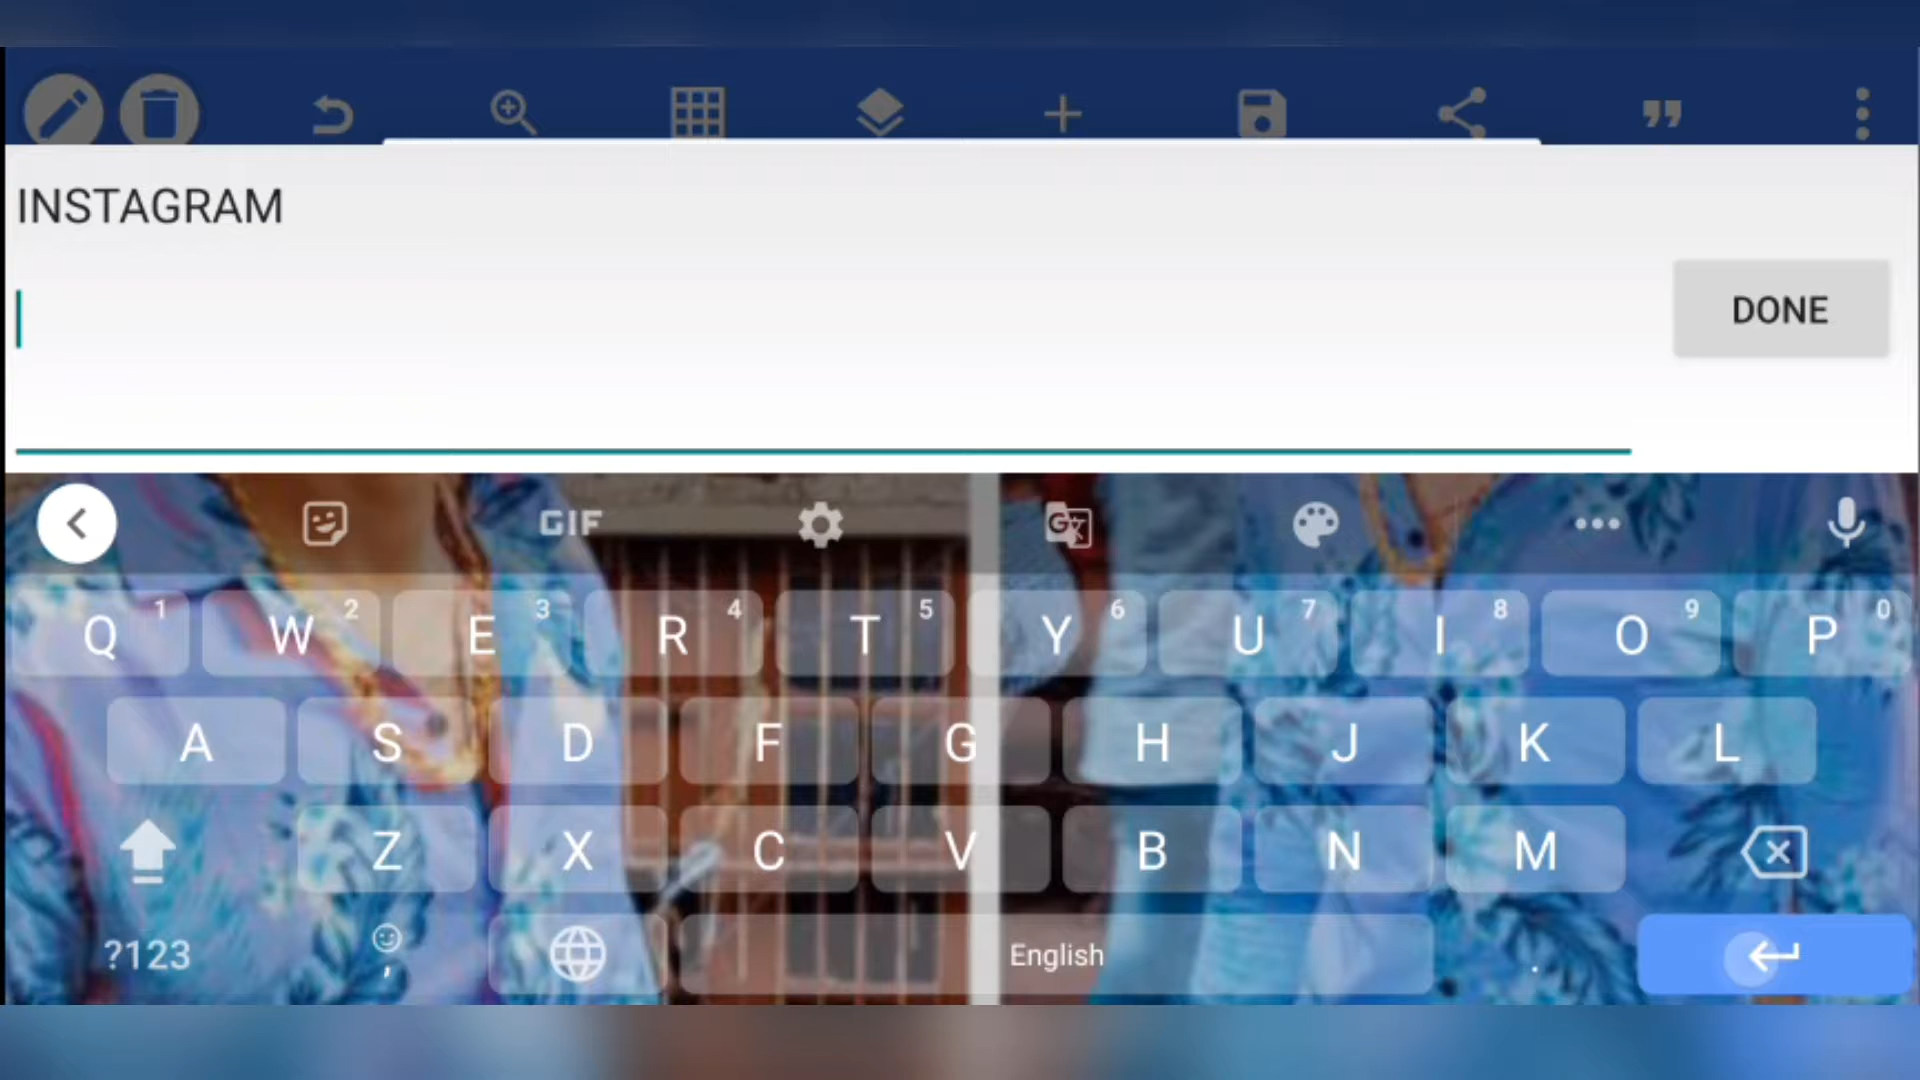 INSTAGRAM
DONE
GIF
Q 1 W 2 E 3 R 4 T 5 Y 6 U 7 I 8 O 9 P 0
A S D F G H J K L
Z X C V B N M
?123 , English .